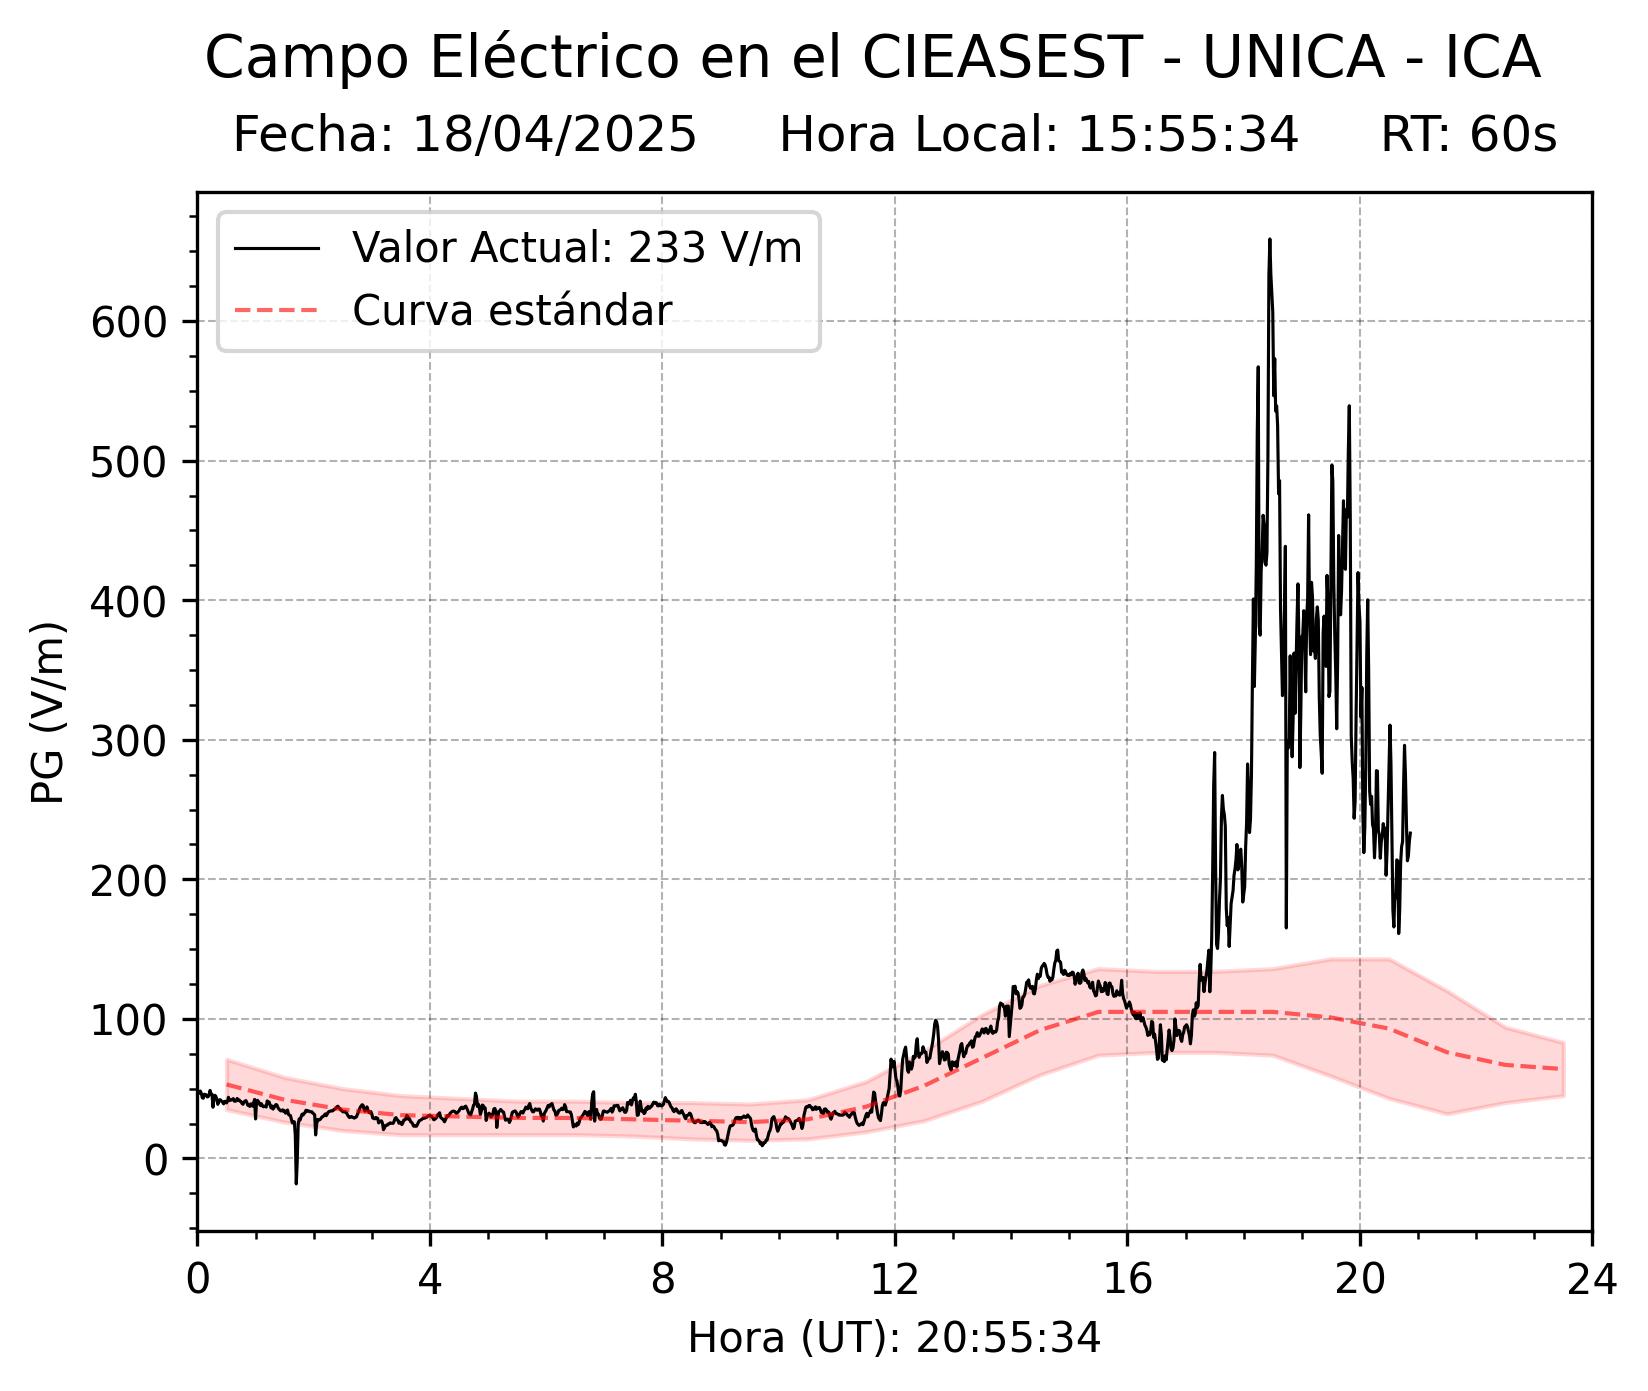 Campo Eléctrico en el CIEASEST - UNICA - ICA
Fecha: 18/04/2025 Hora Local: 15:55:34 RT: 60s
Valor Actual: 233 V/m
Curva estándar
600
500
400
300
200
100
0
PG (V/m)
0 4 8 12 16 20 24
Hora (UT): 20:55:34